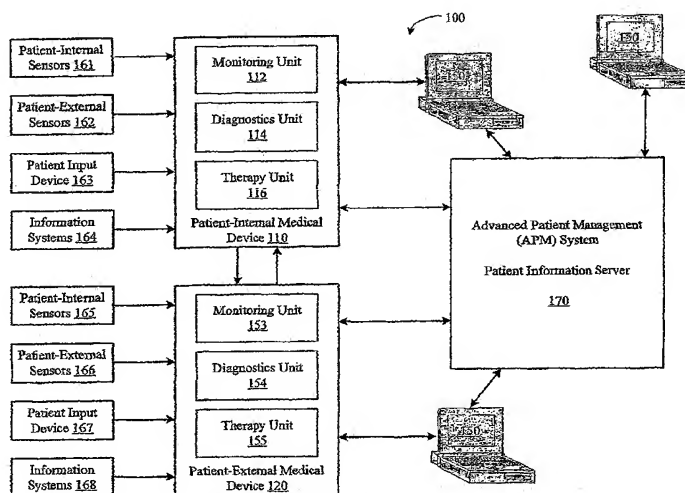 100
Patient-Internal
Sensors 161
Patient-External
Sensors 162
Patient Input
Device 163
Information
Systems 164
Monitoring Unit
112
Diagnostics Unit
114
Therapy Unit
116
Patient-Internal Medical
Device 110
Patient-Internal
Sensors 165
Patient-External
Sensors 166
Patient Input
Device 167
Information
Systems 168
Monitoring Unit
153
Diagnostics Unit
154
Therapy Unit
155
Patient-External Medical
Device 120
Advanced Patient Management
(APM) System
Patient Information Server
170